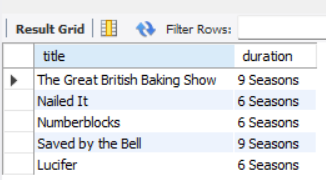 Result Grid Filter Rows:
title duration
The Great British Baking Show 9 Seasons
Nailed It 6 Seasons
Numberblocks 6 Seasons
Saved by the Bell 9 Seasons
Lucifer 6 Seasons